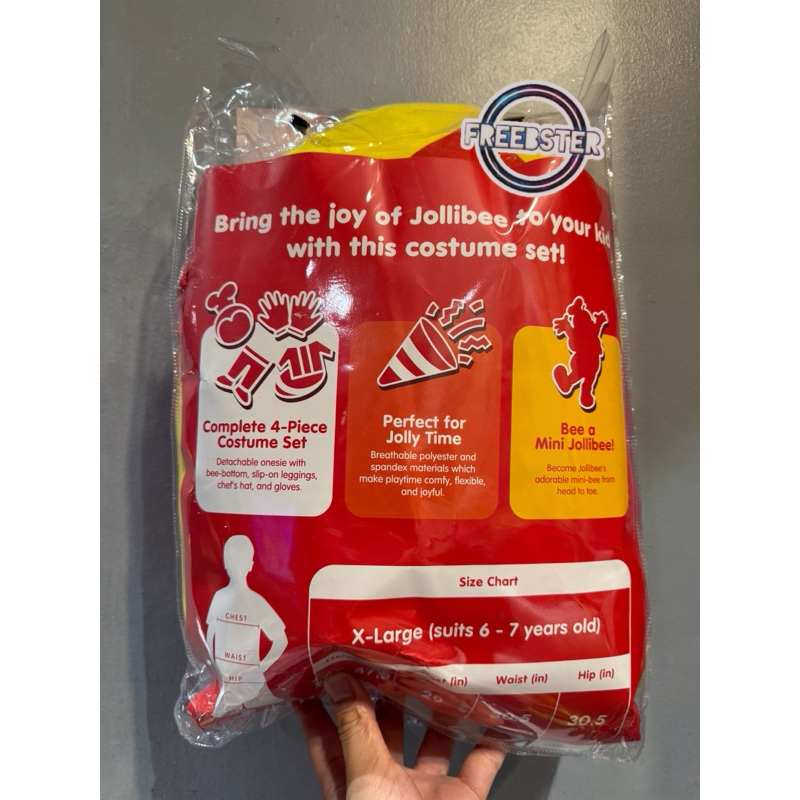 FREEBSTER
Bring the joy of Jollibee to your kid
with this costume set!
Complete 4-Piece
Costume Set
Detachable onesie with
bee-bottom, slip-on leggings,
chef's hat, and gloves.
Perfect for
Jolly Time
Breathable polyester and
spandex materials which
make playtime comfy, flexible,
and joyful.
Bee a
Mini Jollibee!
Become Jollibee's
adorable mini-bee from
head to toe.
CHEST
WAIST
HIP
Size Chart
X-Large (suits 6 - 7 years old)
(in)
Waist (in)
Hip (in)
29
30.5